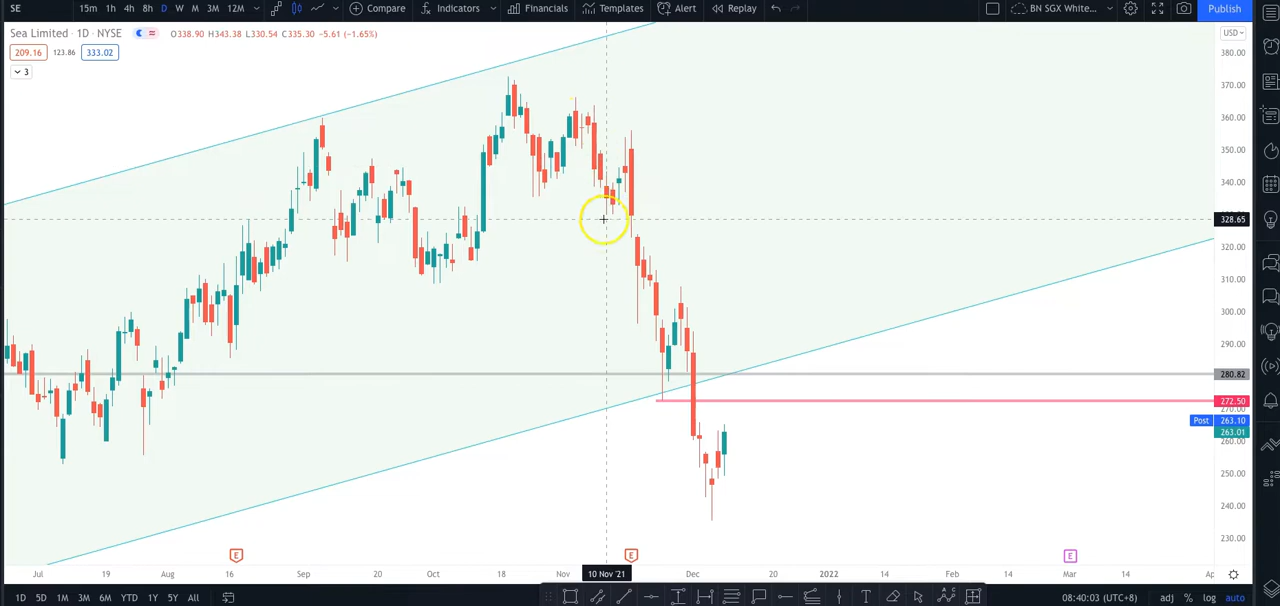 SE 15m 1h 4h 8h D W M 3M 12M Compare Indicators Financials Templates Alert Replay BN SGX White... Publish
Sea Limited · 1D · NYSE O338.90 H343.38 L330.54 C335.30 -5.61 (-1.65%) USD
209.16 123.86 333.02
3
380.00
370.00
360.00
350.00
340.00
328.65
320.00
310.00
300.00
290.00
280.82
272.50
270.00
Post 263.10
263.01
260.00
250.00
240.00
230.00
E E E
Jul 19 Aug 16 Sep 20 Oct 18 Nov 10 Nov '21 Dec 20 2022 14 Feb 14 Mar 14 Ap
1D 5D 1M 3M 6M YTD 1Y 5Y All 08:40:03 (UTC+8) adj % log auto